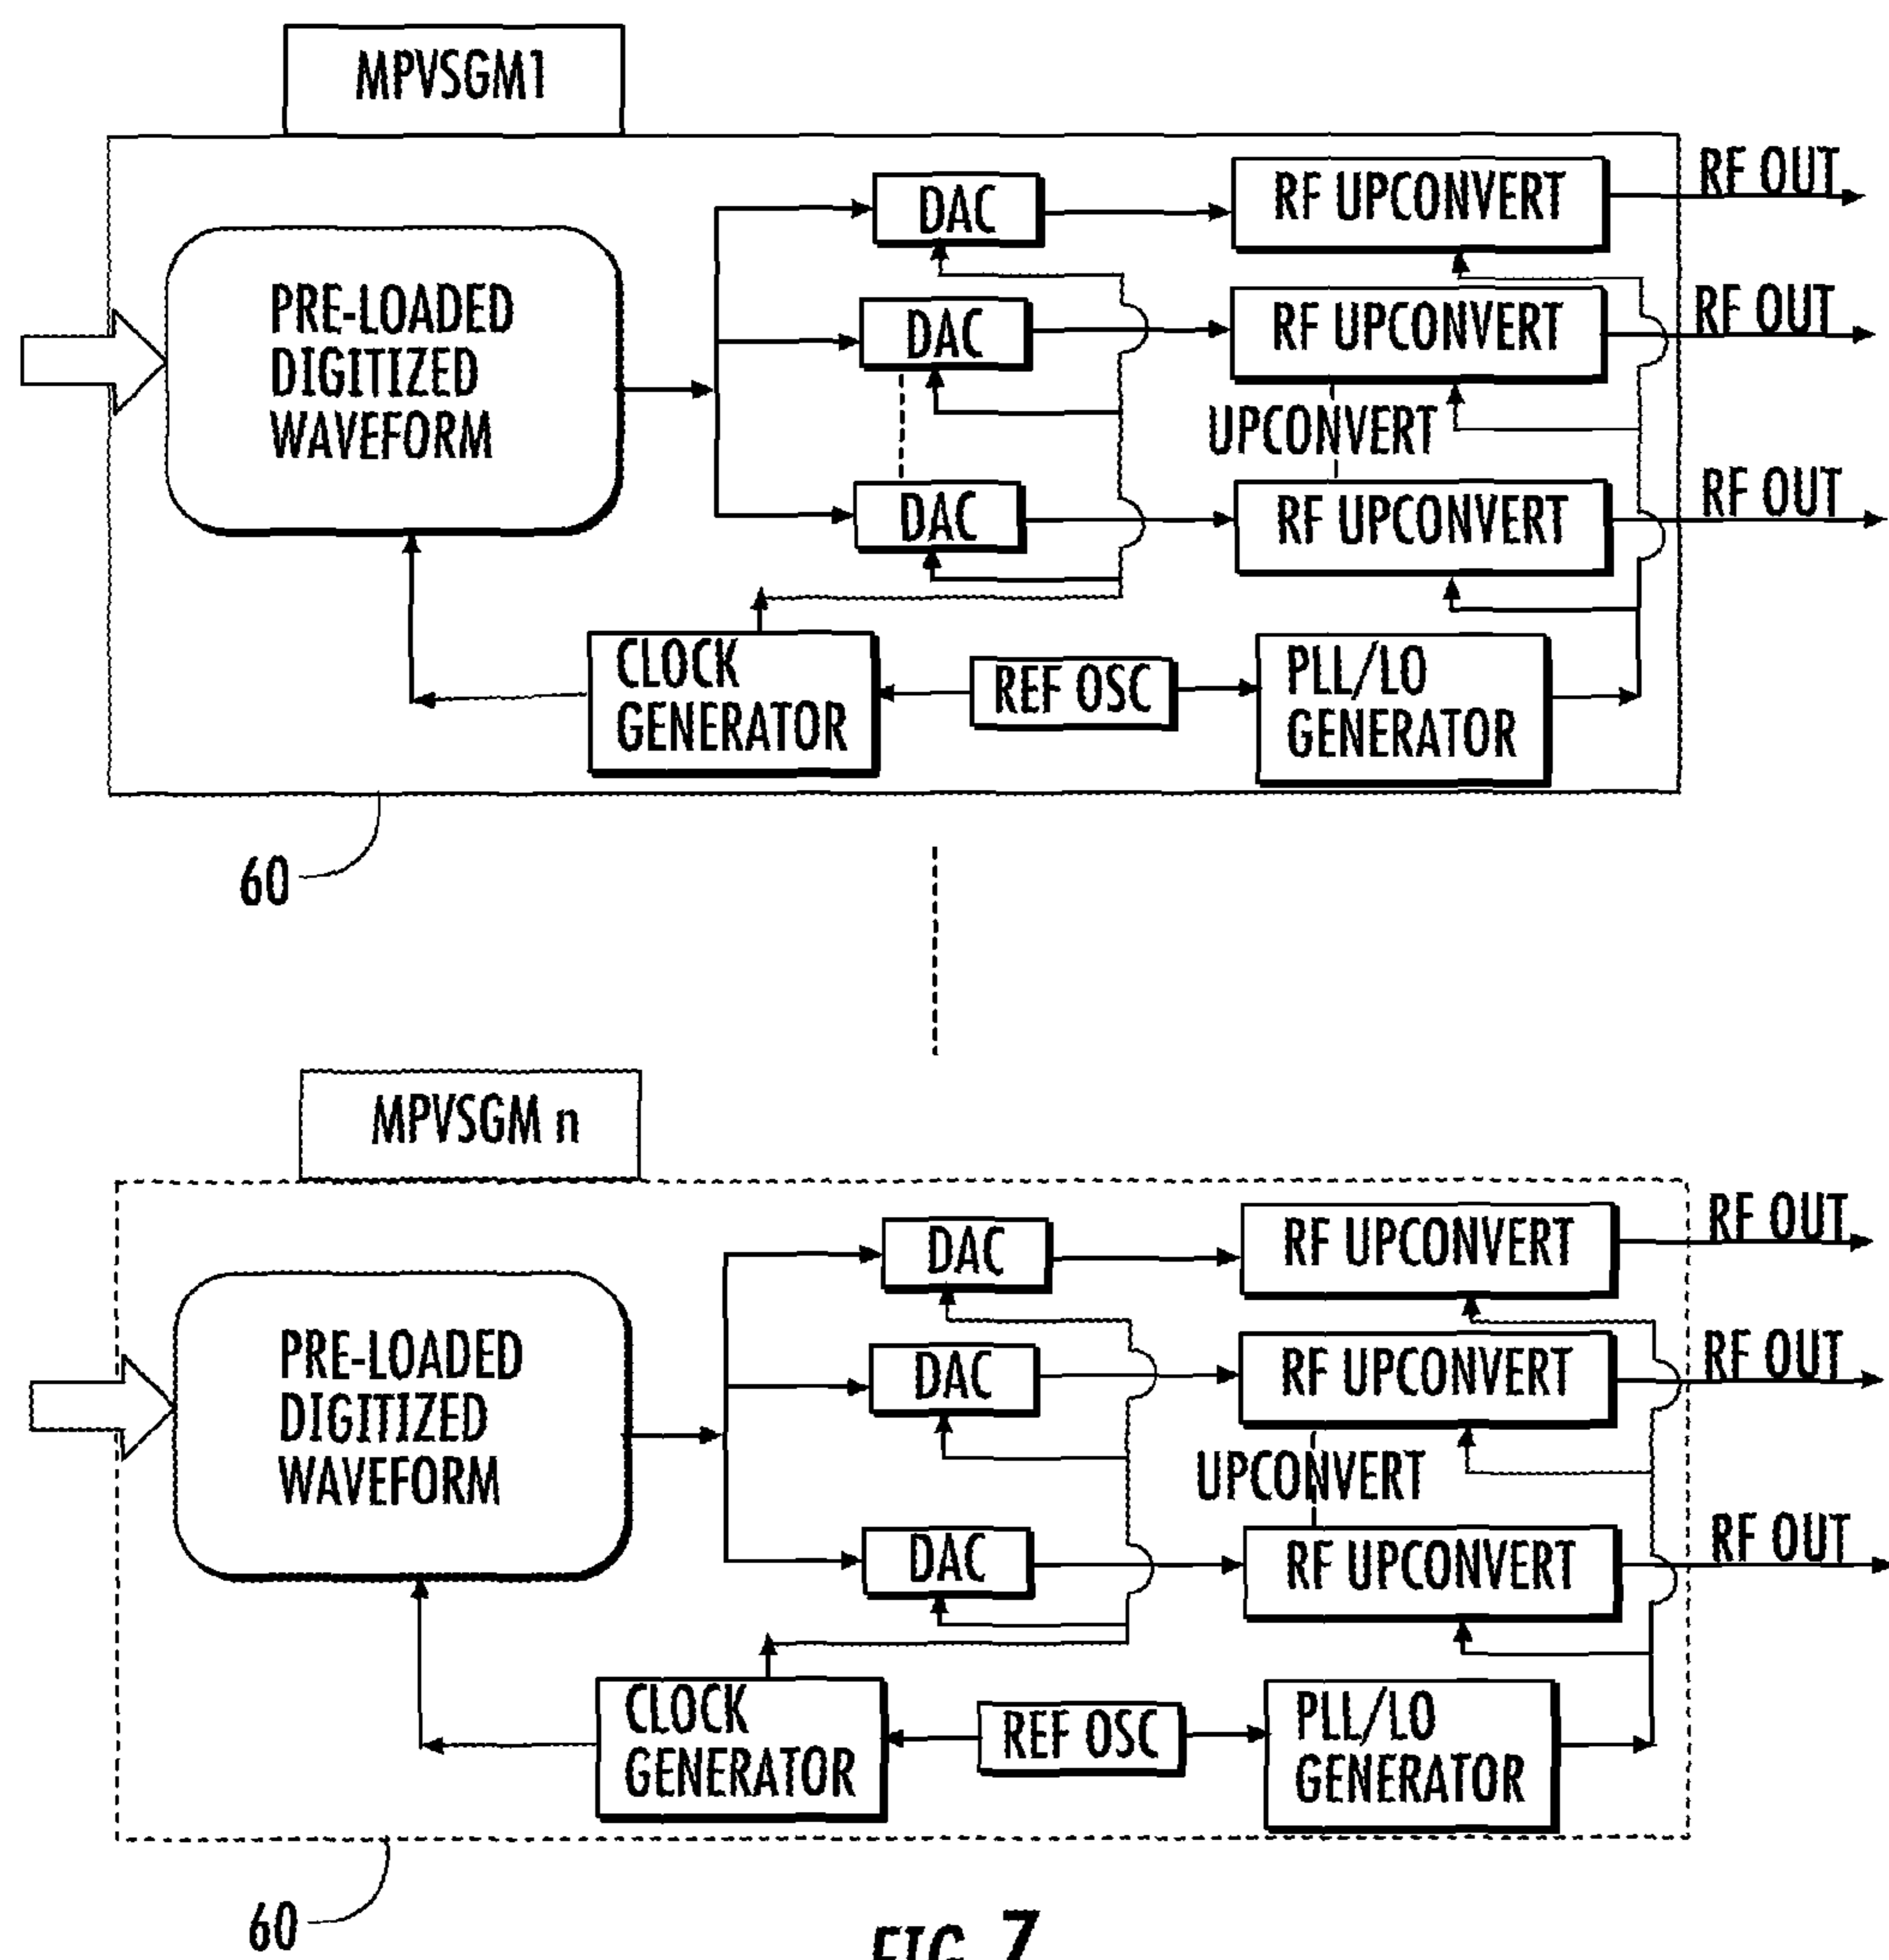 MPVSGM1
RF OUT
DAC
RF UPCONVERT
PRE-LOADED
DIGITIZED
WAVEFORM
DAC
RF UPCONVERT
RF OUT
UPCONVERT
DAC
RF UPCONVERT
RF OUT
CLOCK
GENERATOR
REF OSC
PLL/LO
GENERATOR
60
MPVSGM n
RF OUT
DAC
RF UPCONVERT
PRE-LOADED
DIGITIZED
WAVEFORM
DAC
RF UPCONVERT
RF OUT
UPCONVERT
DAC
RF UPCONVERT
RF OUT
CLOCK
GENERATOR
REF OSC
PLL/LO
GENERATOR
60
FIG. 7